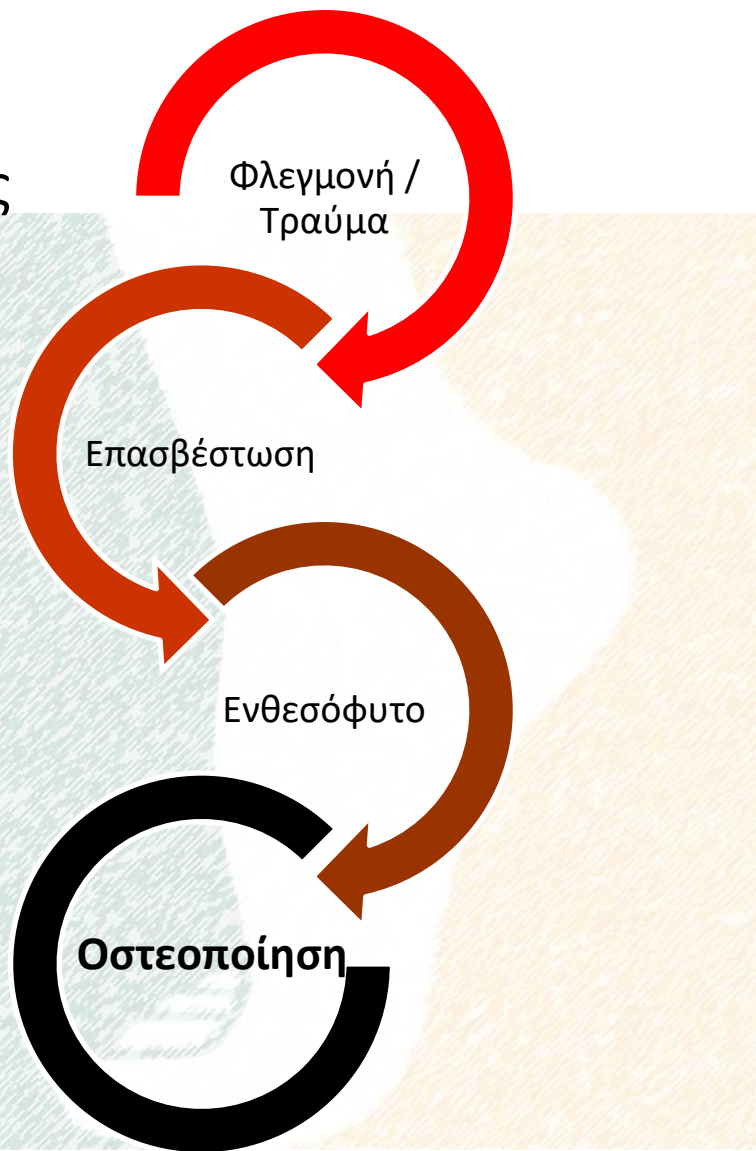 ς
Φλεγμονή /
Τραύμα
Επασβέστωση
Ενθεσόφυτο
Οστεοποίηση